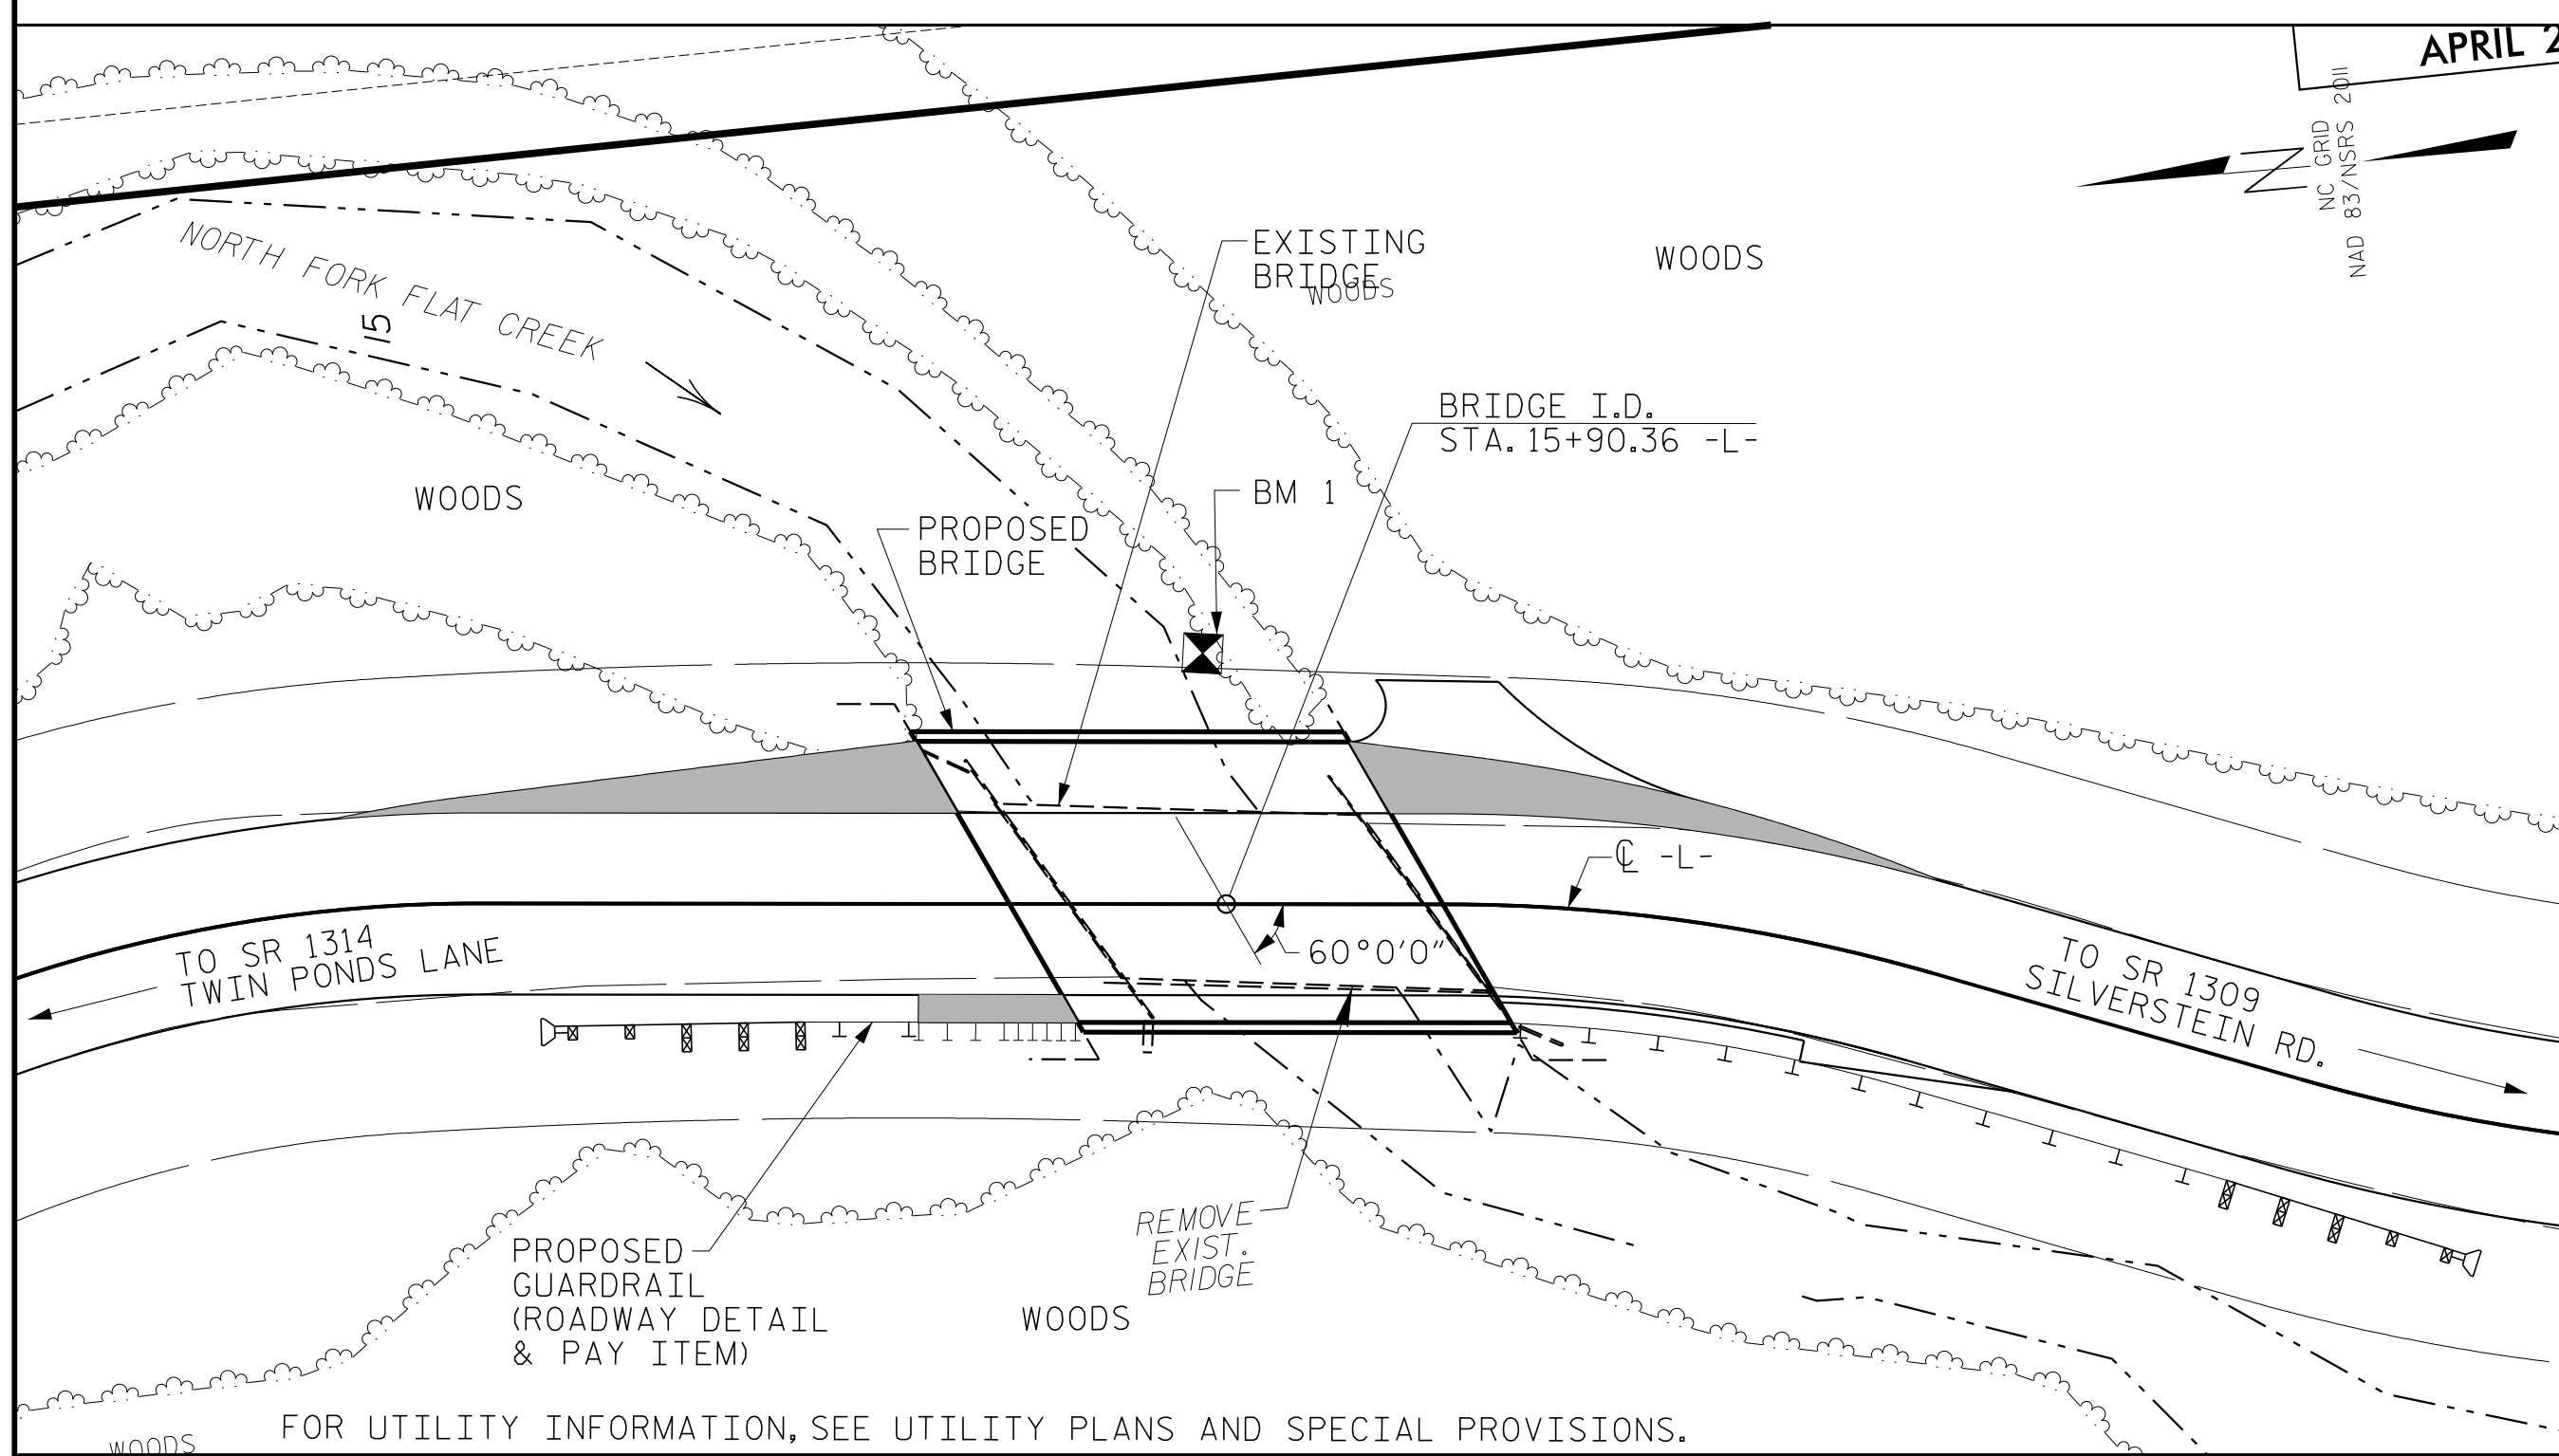 APRIL 2
NC GRID
NAD 83/NSRS 2011
N
NORTH FORK FLAT CREEK
15
EXISTING
BRIDGE
WOODS
WOODS
BRIDGE I.D.
STA. 15+90.36 -L-
WOODS
BM 1
PROPOSED
BRIDGE
℄ -L-
60°0'0"
TO SR 1314
TWIN PONDS LANE
TO SR 1309
SILVERSTEIN RD.
REMOVE
EXIST.
BRIDGE
PROPOSED
GUARDRAIL
(ROADWAY DETAIL
& PAY ITEM)
WOODS
FOR UTILITY INFORMATION, SEE UTILITY PLANS AND SPECIAL PROVISIONS.
WOODS